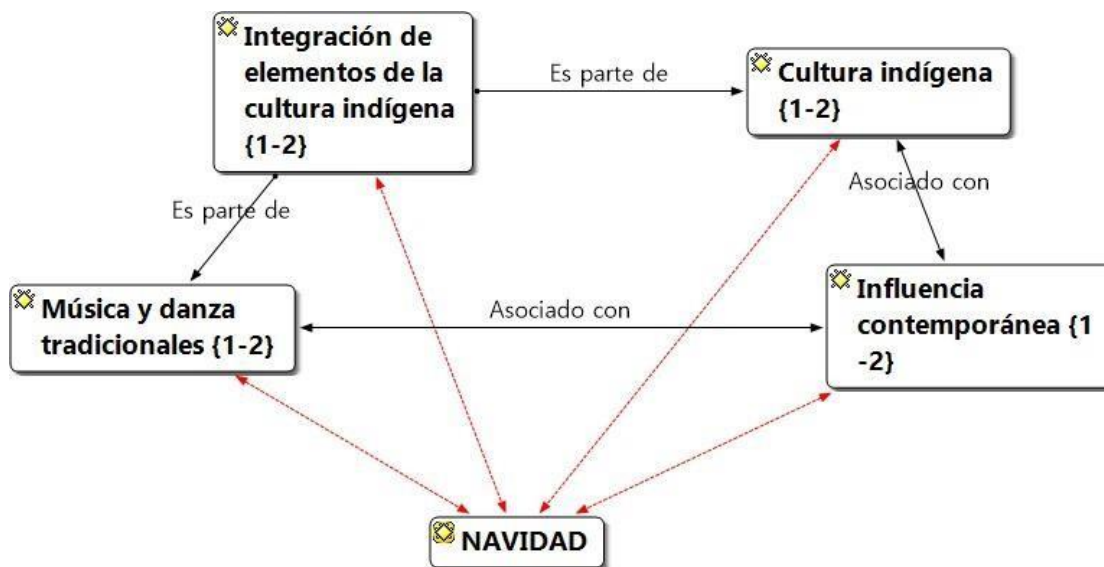 Integración de
elementos de la
cultura indígena
{1-2}
Es parte de
Cultura indígena
{1-2}
Es parte de
Asociado con
Música y danza
tradicionales {1-2}
Asociado con
Influencia
contemporánea {1
-2}
NAVIDAD